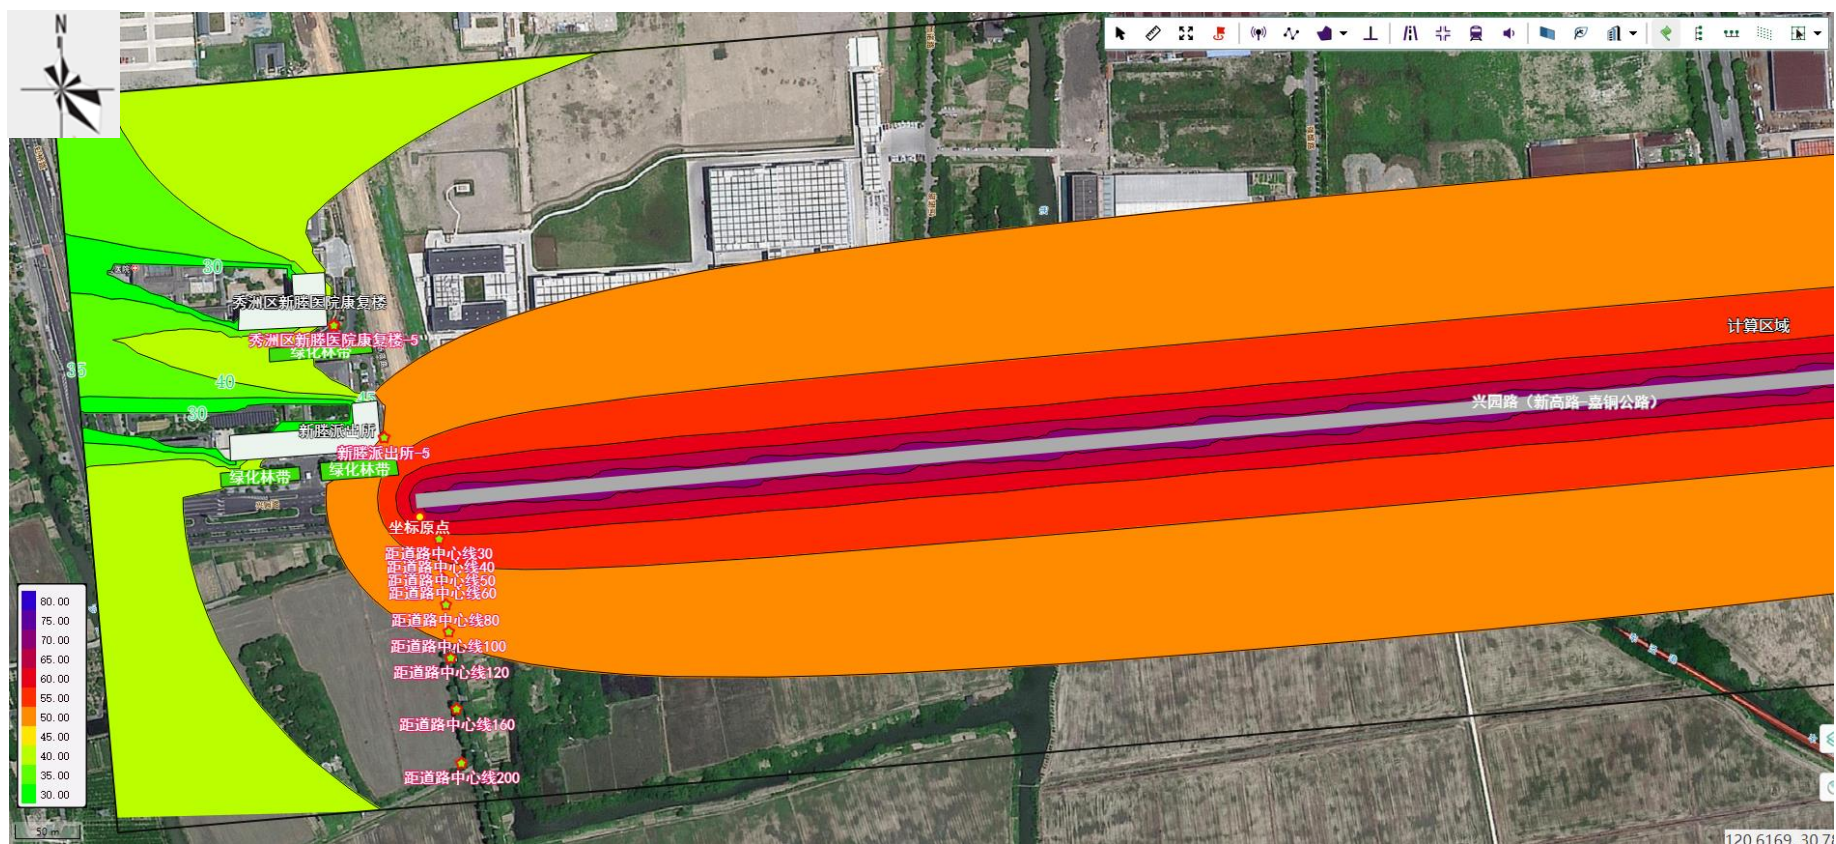 N
计算区域
兴园路（新高路-嘉铜公路）
医院
30
秀洲区新塍医院康复楼
秀洲区新塍医院康复楼-5
绿化林带
35
40
45
30
新塍派出所
新塍派出所-5
绿化林带
绿化林带
坐标原点
距道路中心线30
距道路中心线40
距道路中心线50
距道路中心线60
距道路中心线80
距道路中心线100
距道路中心线120
距道路中心线160
距道路中心线200
80.00
75.00
70.00
65.00
60.00
55.00
50.00
45.00
40.00
35.00
30.00
50 m
120.6169, 30.78